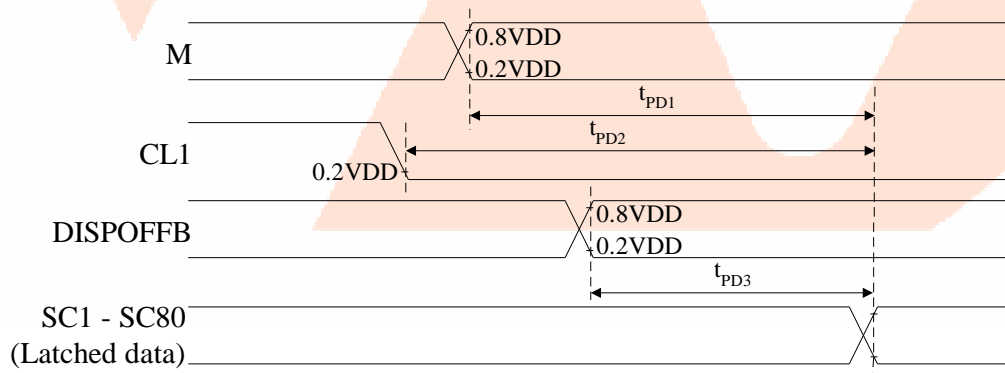 M
0.8VDD
0.2VDD
tPD1
tPD2
CL1
0.2VDD
DISPOFFB
0.8VDD
0.2VDD
tPD3
SC1 - SC80
(Latched data)